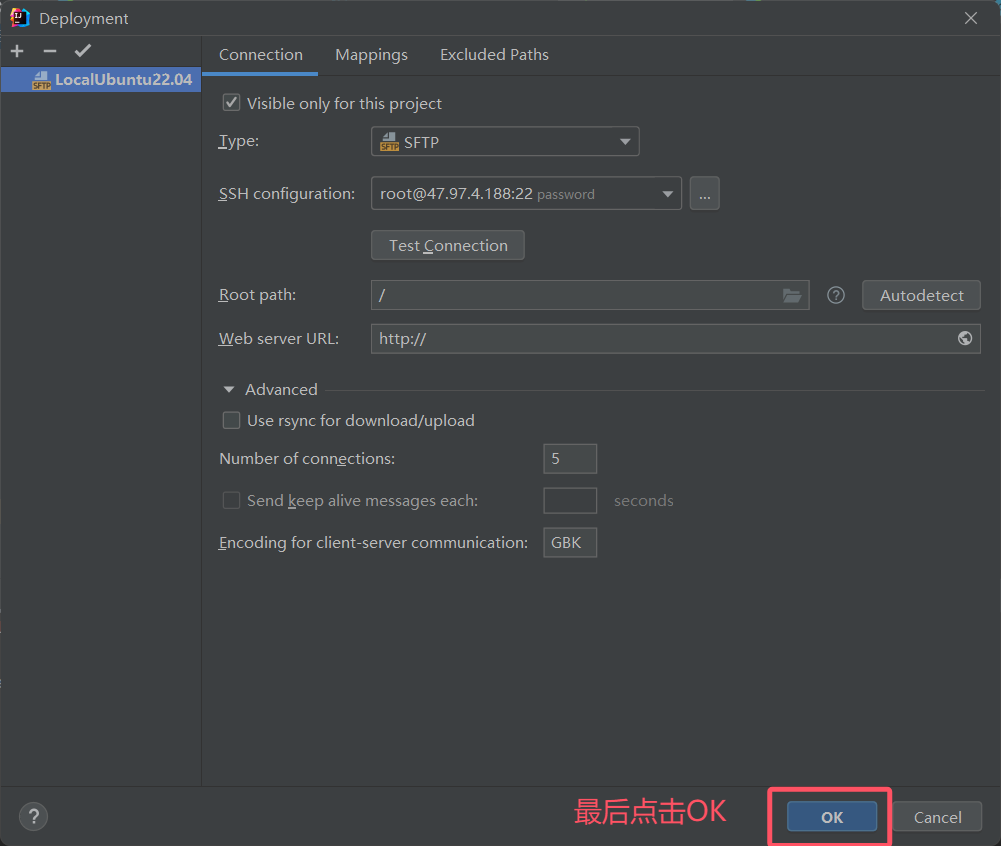 Deployment
LocalUbuntu22.04
Connection Mappings Excluded Paths
Visible only for this project
Type: SFTP
SSH configuration: root@47.97.4.188:22 password ...
Test Connection
Root path: / ? Autodetect
Web server URL: http://
Advanced
Use rsync for download/upload
Number of connections: 5
Send keep alive messages each: seconds
Encoding for client-server communication: GBK
? 最后点击OK OK Cancel